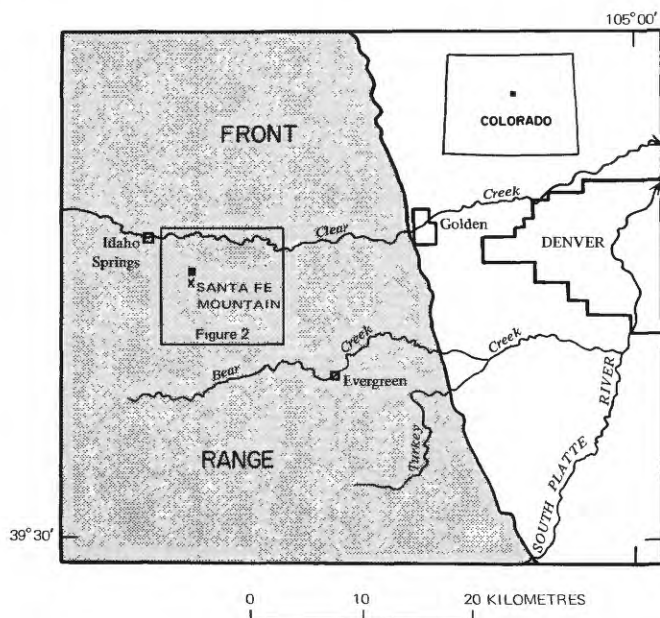 105°00'
FRONT
COLORADO
Creek
Golden
Clear
Idaho
Springs
DENVER
x SANTA FE
MOUNTAIN
Figure 2
Creek
Creek
Bear
Evergreen
RANGE
Turkey
SOUTH PLATTE RIVER
39°30'
0 10 20 KILOMETRES